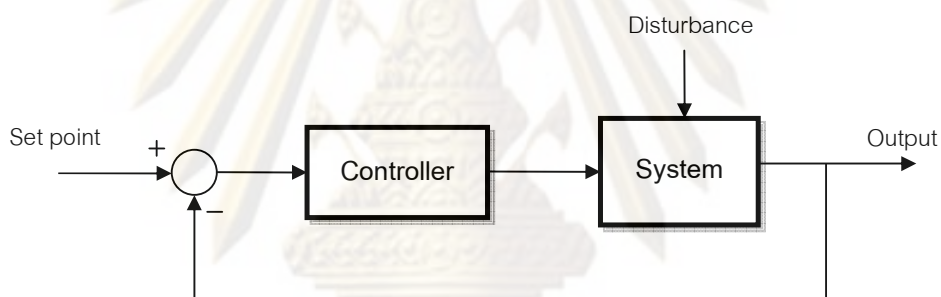 Disturbance
Set point
+
Controller
System
Output
−